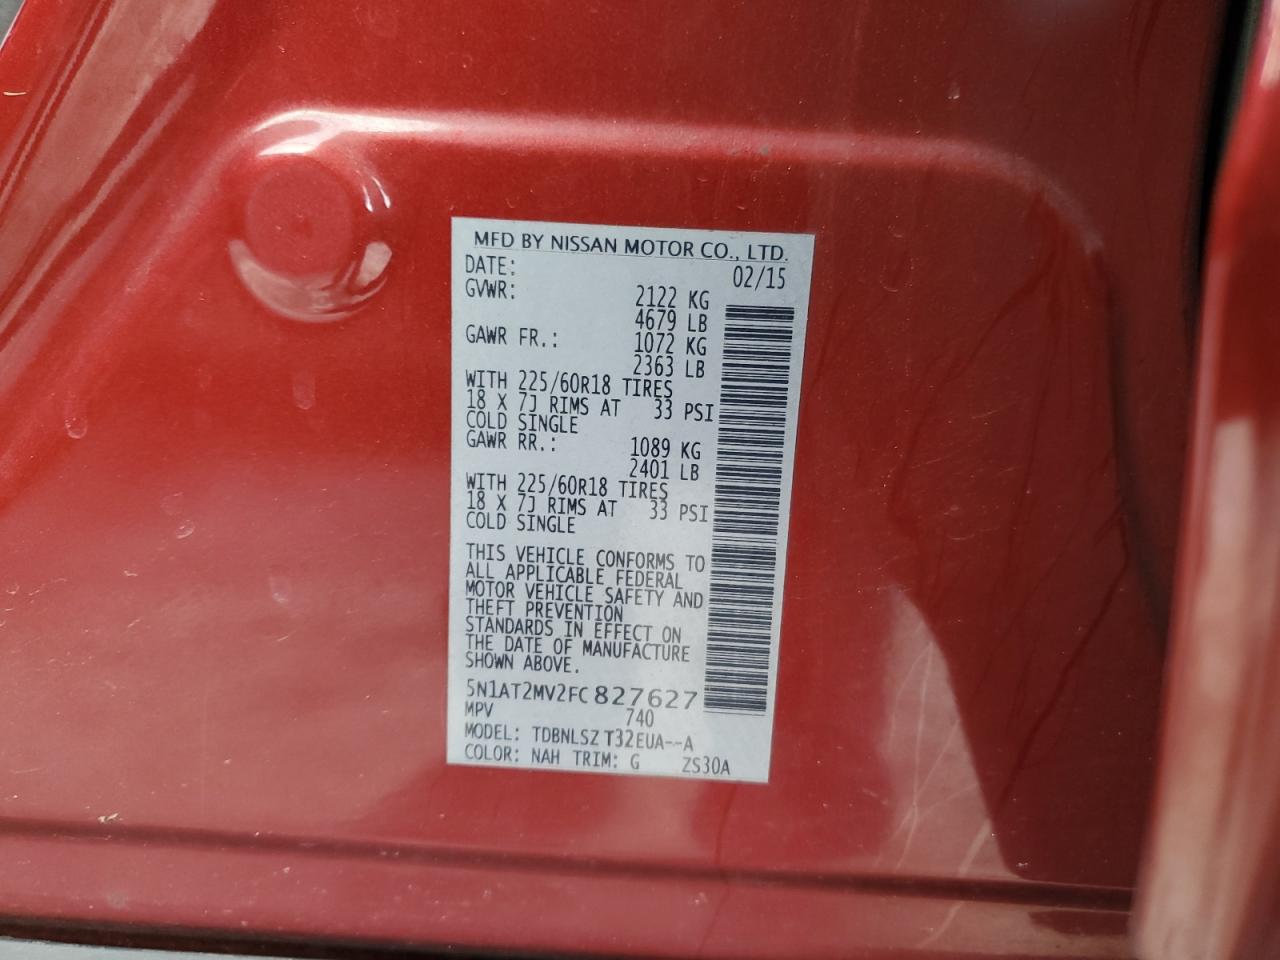 MFD BY NISSAN MOTOR CO., LTD.
DATE: 02/15
GVWR: 2122 KG
4679 LB
GAWR FR.: 1072 KG
2363 LB
WITH 225/60R18 TIRES
18 X 7J RIMS AT 33 PSI
COLD SINGLE
GAWR RR.: 1089 KG
2401 LB
WITH 225/60R18 TIRES
18 X 7J RIMS AT 33 PSI
COLD SINGLE
THIS VEHICLE CONFORMS TO
ALL APPLICABLE FEDERAL
MOTOR VEHICLE SAFETY AND
THEFT PREVENTION
STANDARDS IN EFFECT ON
THE DATE OF MANUFACTURE
SHOWN ABOVE.
5N1AT2MV2FC827627
MPV 740
MODEL: TDBNLSZ T32EUA--A
COLOR: NAH TRIM: G ZS30A